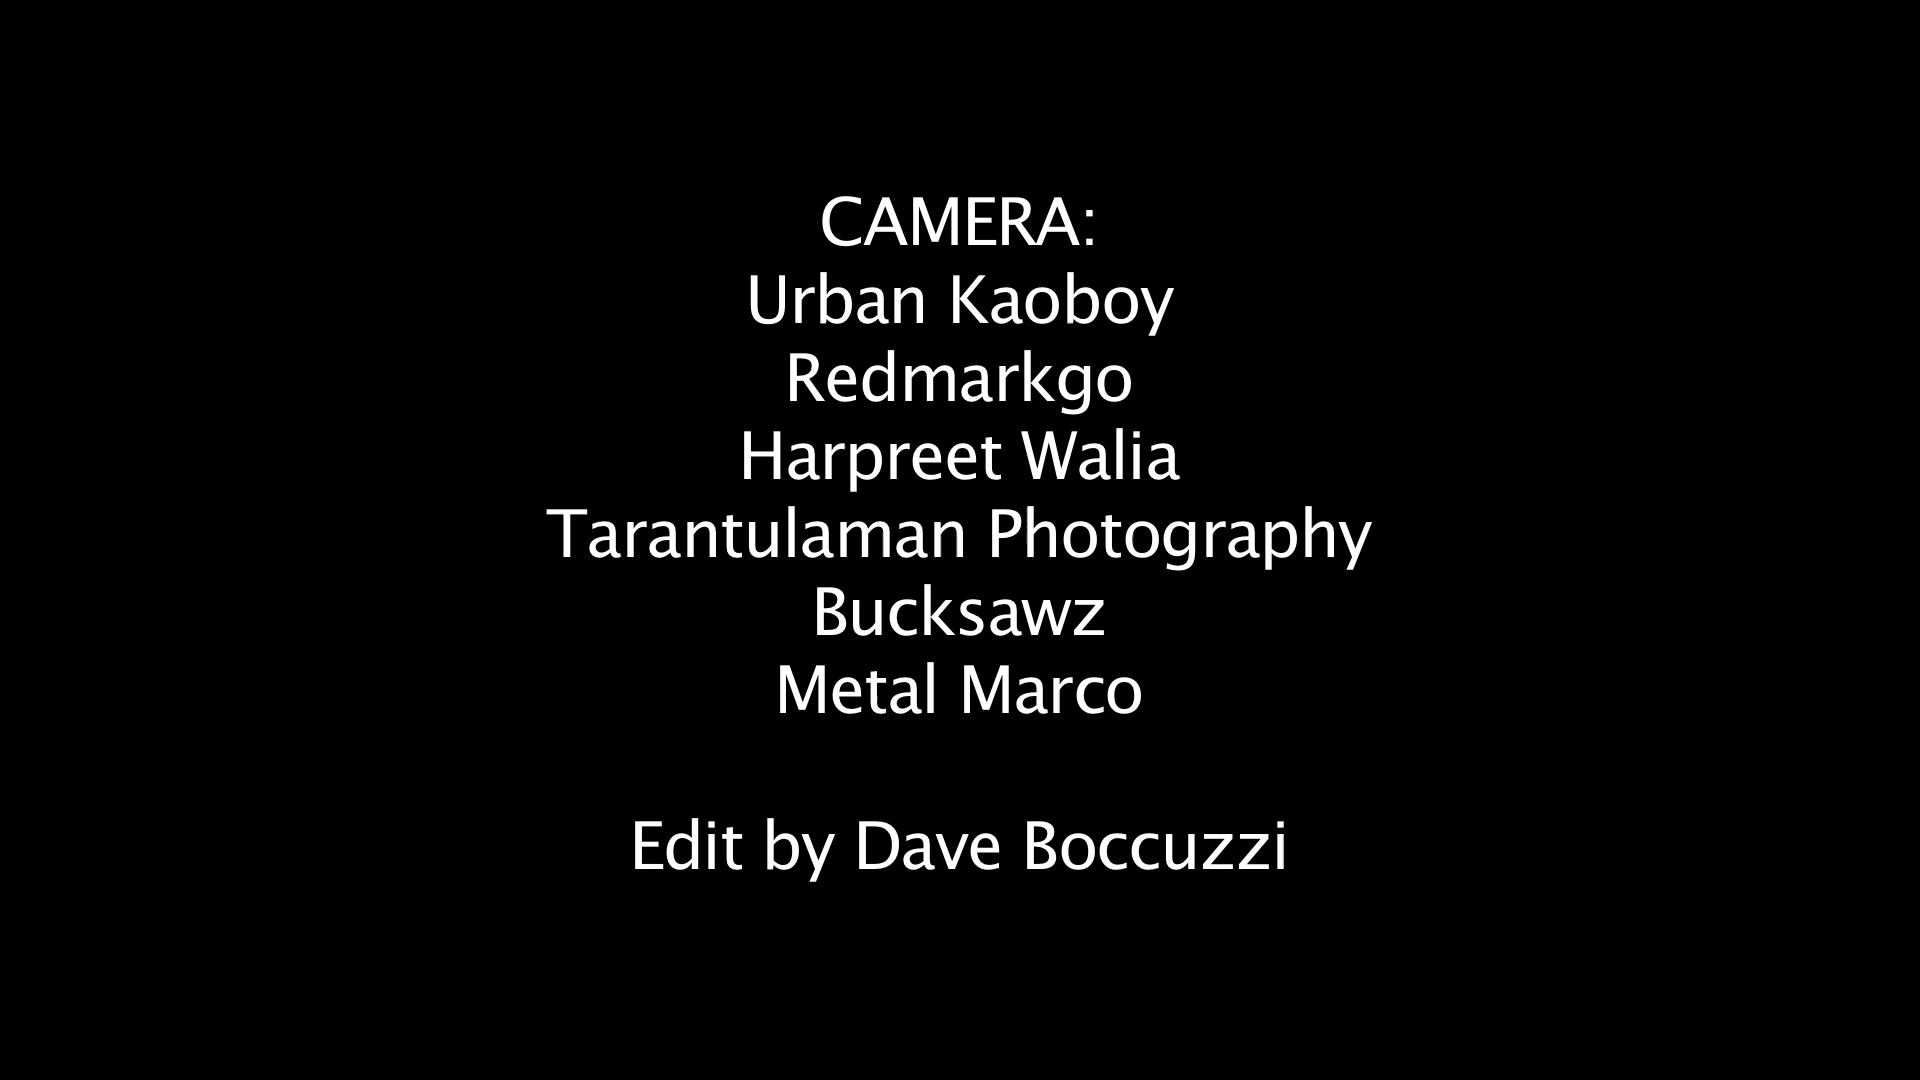 CAMERA:
Urban Kaoboy
Redmarkgo
Harpreet Walia
Tarantulaman Photography
Bucksawz
Metal Marco
Edit by Dave Boccuzzi